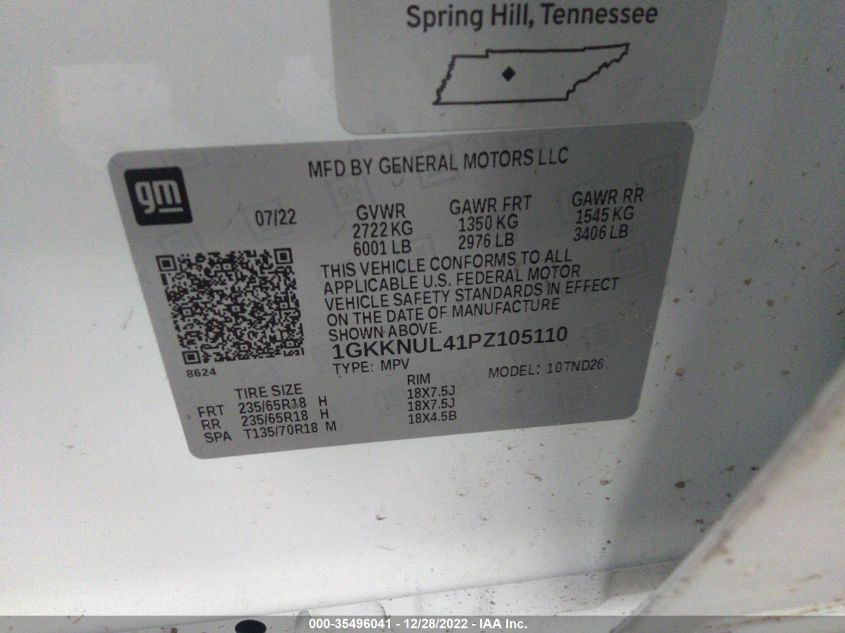 Spring Hill, Tennessee
MFD BY GENERAL MOTORS LLC
gm
07/22
GVWR GAWR FRT GAWR RR
2722 KG 1350 KG 1545 KG
6001 LB 2976 LB 3406 LB
THIS VEHICLE CONFORMS TO ALL
APPLICABLE U.S. FEDERAL MOTOR
VEHICLE SAFETY STANDARDS IN EFFECT
ON THE DATE OF MANUFACTURE
SHOWN ABOVE.
1GKKNUL41PZ105110
8624
TYPE: MPV MODEL: 10TND26
TIRE SIZE RIM
FRT 235/65R18 H 18X7.5J
RR 235/65R18 H 18X7.5J
SPA T135/70R18 M 18X4.5B
000-35496041 - 12/28/2022 - IAA Inc.